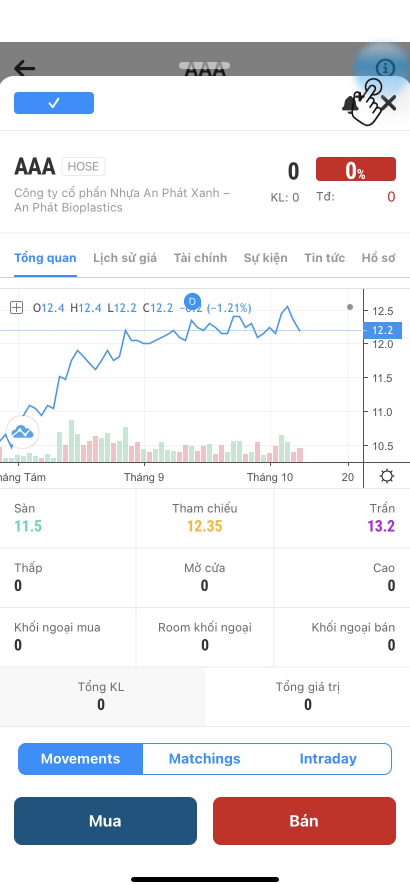 AAA
AAA HOSE
0 0%
Công ty cổ phần Nhựa An Phát Xanh –
An Phát Bioplastics
KL: 0 Tđ: 0
Tổng quan Lịch sử giá Tài chính Sự kiện Tin tức Hồ sơ
O12.4 H12.4 L12.2 C12.2 −0.2 (−1.21%)
D
12.5
12.2
12.0
11.5
11.0
10.5
háng Tám Tháng 9 Tháng 10 20
Sàn Tham chiếu Trần
11.5 12.35 13.2
Thấp Mở cửa Cao
0 0 0
Khối ngoại mua Room khối ngoại Khối ngoại bán
0 0 0
Tổng KL Tổng giá trị
0 0
Movements Matchings Intraday
Mua Bán